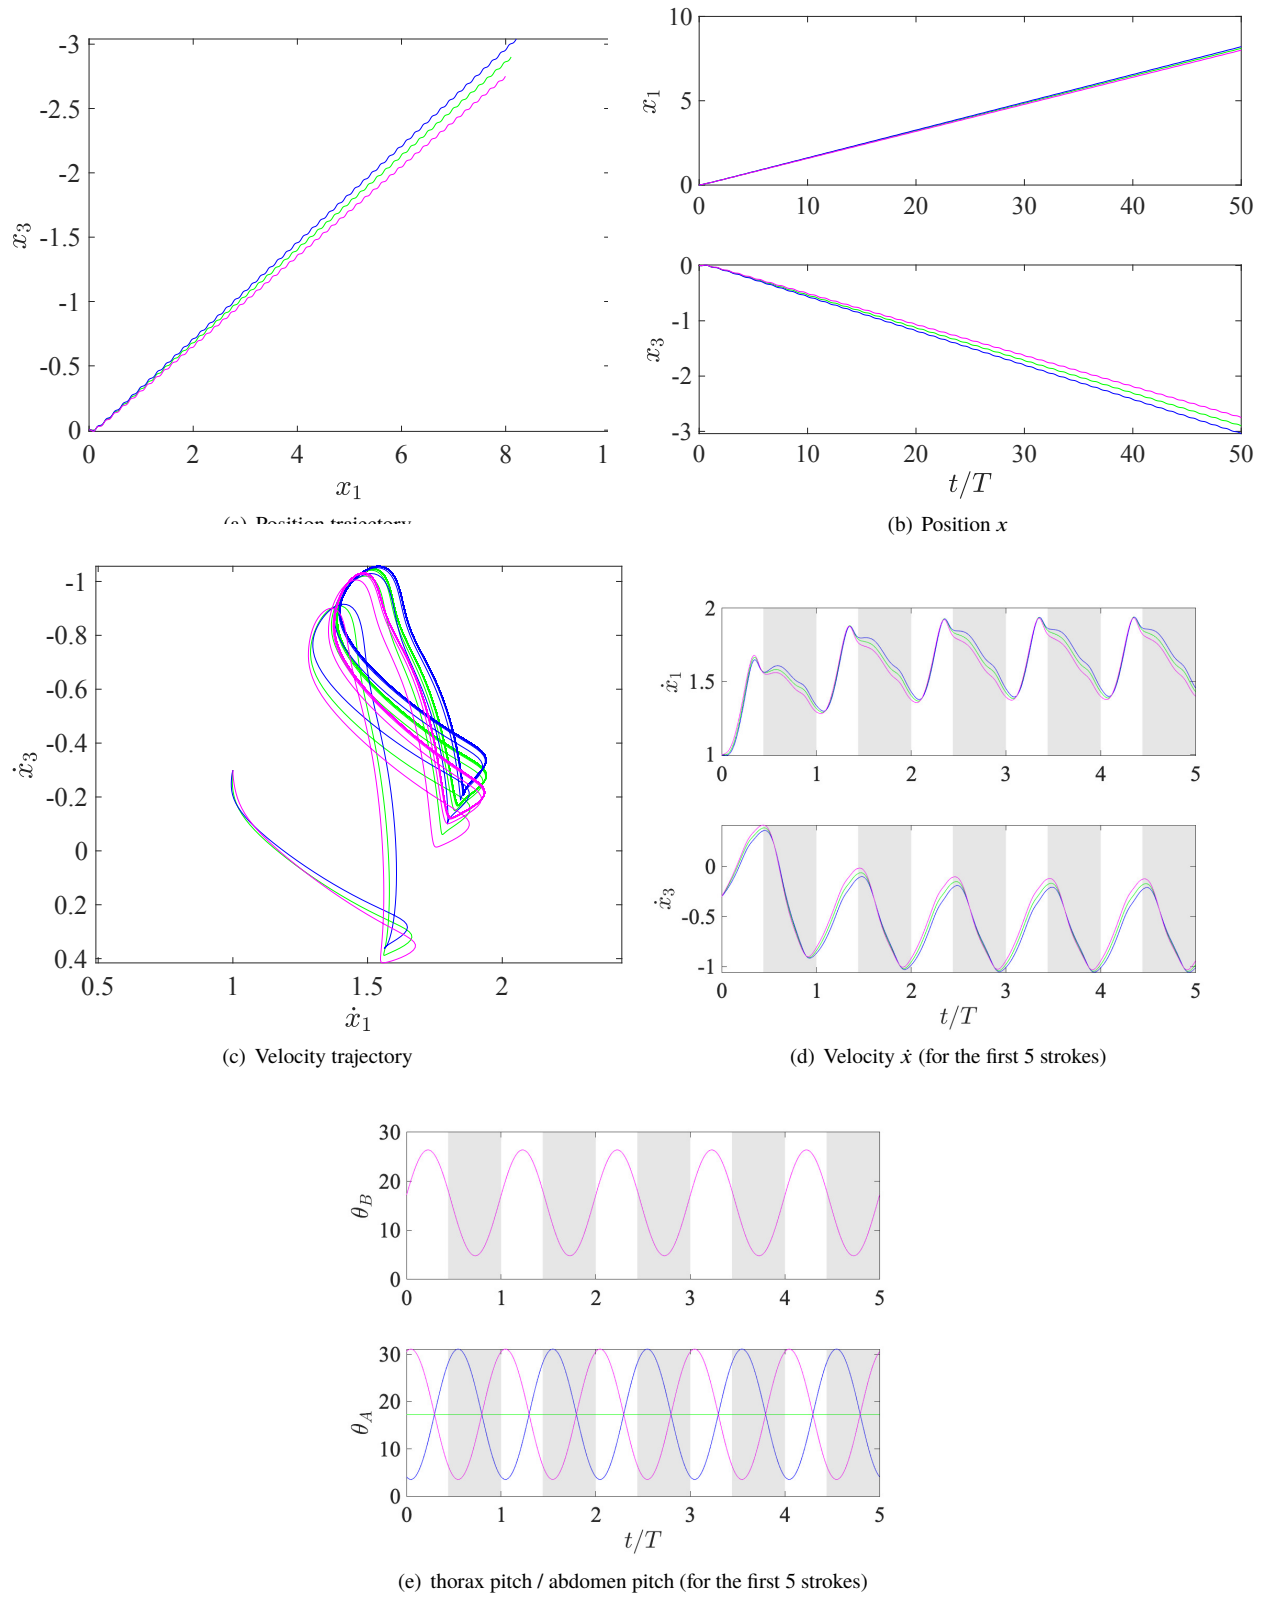 -3
-2.5
-2
-1.5
-1
-0.5
0
x₃
0 2 4 6 8 1
x₁
(a) Position trajectory
10
5
0
x₁
0 10 20 30 40 50
0
-1
-2
-3
x₃
0 10 20 30 40 50
t/T
(b) Position x
-1
-0.8
-0.6
-0.4
-0.2
0
0.2
0.4
ẋ₃
0.5 1 1.5 2
ẋ₁
(c) Velocity trajectory
2
1.5
1
ẋ₁
0 1 2 3 4 5
0
-0.5
-1
ẋ₃
0 1 2 3 4 5
t/T
(d) Velocity ẋ (for the first 5 strokes)
30
20
10
0
θ_B
0 1 2 3 4 5
30
20
10
0
θ_A
0 1 2 3 4 5
t/T
(e) thorax pitch / abdomen pitch (for the first 5 strokes)